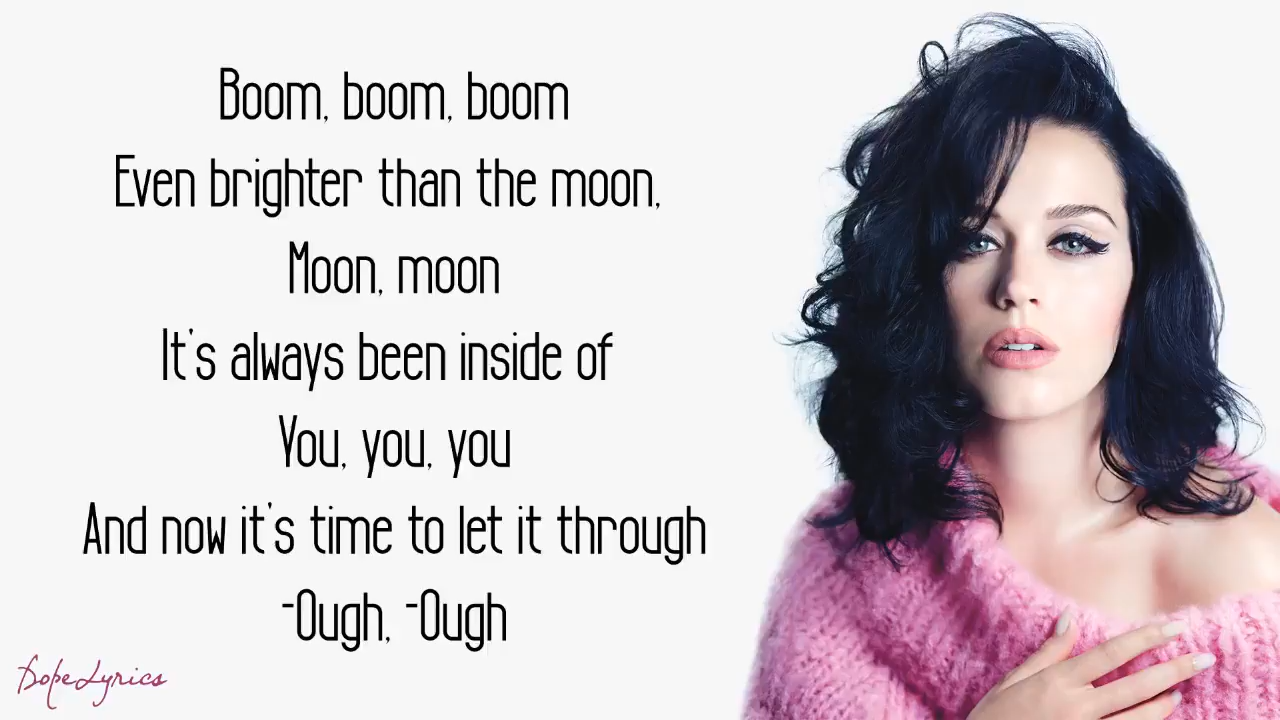 Boom, boom, boom
Even brighter than the moon,
Moon, moon
It's always been inside of
You, you, you
And now it's time to let it through
-Ough, -Ough
DopeLyrics